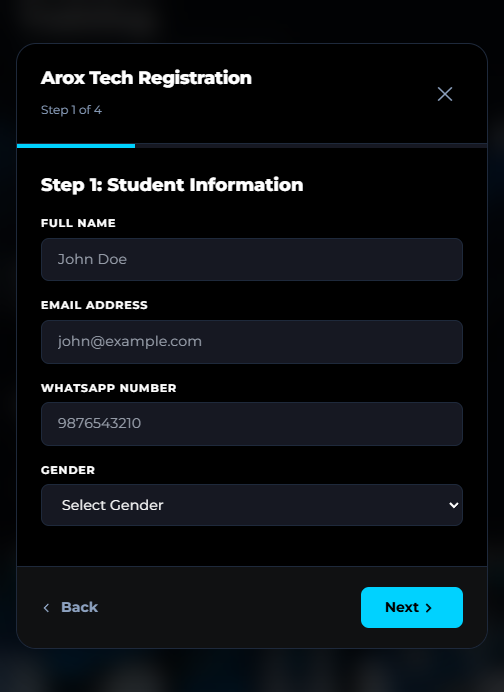 Arox Tech Registration
Step 1 of 4
Step 1: Student Information
FULL NAME
John Doe
EMAIL ADDRESS
john@example.com
WHATSAPP NUMBER
9876543210
GENDER
Select Gender
Back
Next